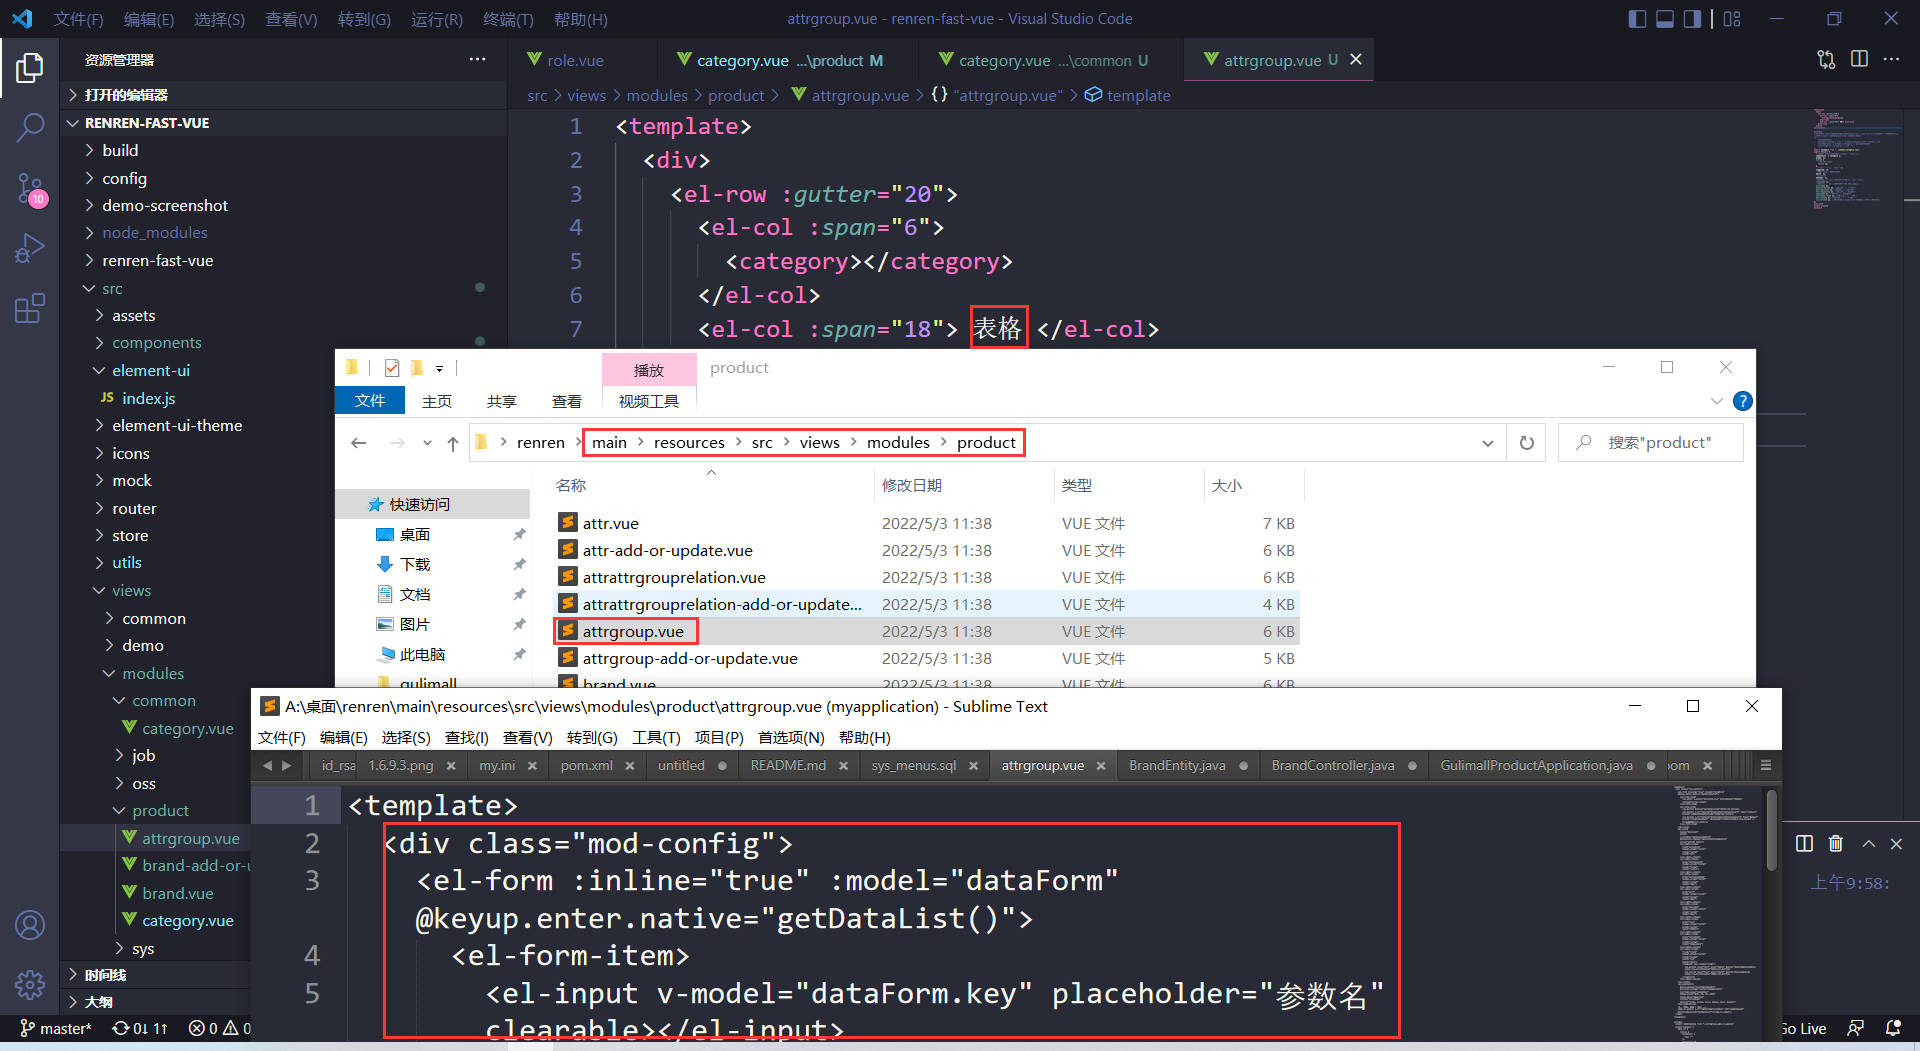 文件(F) 编辑(E) 选择(S) 查看(V) 转到(G) 运行(R) 终端(T) 帮助(H)
attrgroup.vue - renren-fast-vue - Visual Studio Code
资源管理器
打开的编辑器
RENREN-FAST-VUE
build
config
demo-screenshot
node_modules
renren-fast-vue
src
assets
components
element-ui
JS index.js
element-ui-theme
icons
mock
router
store
utils
views
common
demo
modules
common
category.vue
job
oss
product
attrgroup.vue
brand-add-or-u
brand.vue
category.vue
sys
时间线
大纲
10
role.vue
category.vue ...\product M
category.vue ...\common U
attrgroup.vue U
src > views > modules > product > attrgroup.vue > {} "attrgroup.vue" > template
1 <template>
2 <div>
3 <el-row :gutter="20">
4 <el-col :span="6">
5 <category></category>
6 </el-col>
7 <el-col :span="18"> 表格 </el-col>
播放
product
文件 主页 共享 查看 视频工具
renren > main > resources > src > views > modules > product
搜索"product"
名称 修改日期 类型 大小
快速访问
桌面
下载
文档
图片
此电脑
gulimall
attr.vue 2022/5/3 11:38 VUE 文件 7 KB
attr-add-or-update.vue 2022/5/3 11:38 VUE 文件 6 KB
attrattrgrouprelation.vue 2022/5/3 11:38 VUE 文件 6 KB
attrattrgrouprelation-add-or-update... 2022/5/3 11:38 VUE 文件 4 KB
attrgroup.vue 2022/5/3 11:38 VUE 文件 6 KB
attrgroup-add-or-update.vue 2022/5/3 11:38 VUE 文件 5 KB
brand.vue 2022/5/3 11:38 VUE 文件 6 KB
A:\桌面\renren\main\resources\src\views\modules\product\attrgroup.vue (myapplication) - Sublime Text
文件(F) 编辑(E) 选择(S) 查找(I) 查看(V) 转到(G) 工具(T) 项目(P) 首选项(N) 帮助(H)
id_rsa 1.6.9.3.png my.ini pom.xml untitled README.md sys_menus.sql attrgroup.vue BrandEntity.java BrandController.java GulimallProductApplication.java pom
1 <template>
2 <div class="mod-config">
3 <el-form :inline="true" :model="dataForm"
@keyup.enter.native="getDataList()">
4 <el-form-item>
5 <el-input v-model="dataForm.key" placeholder="参数名"
clearable></el-input>
上午9:58:
master* 0↓ 1↑ 0 0
Go Live